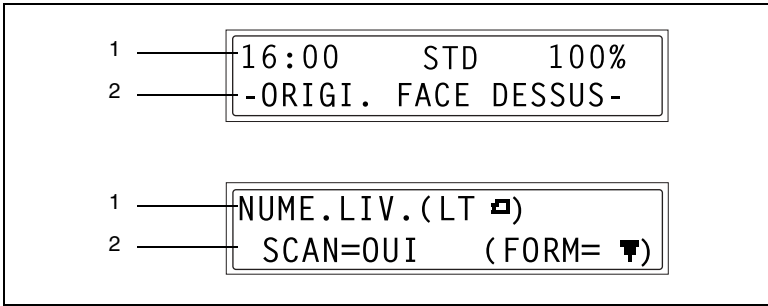 1 16:00 STD 100%
2 -ORIGI. FACE DESSUS-
1 NUME.LIV.(LT )
2 SCAN=OUI (FORM= ▼)